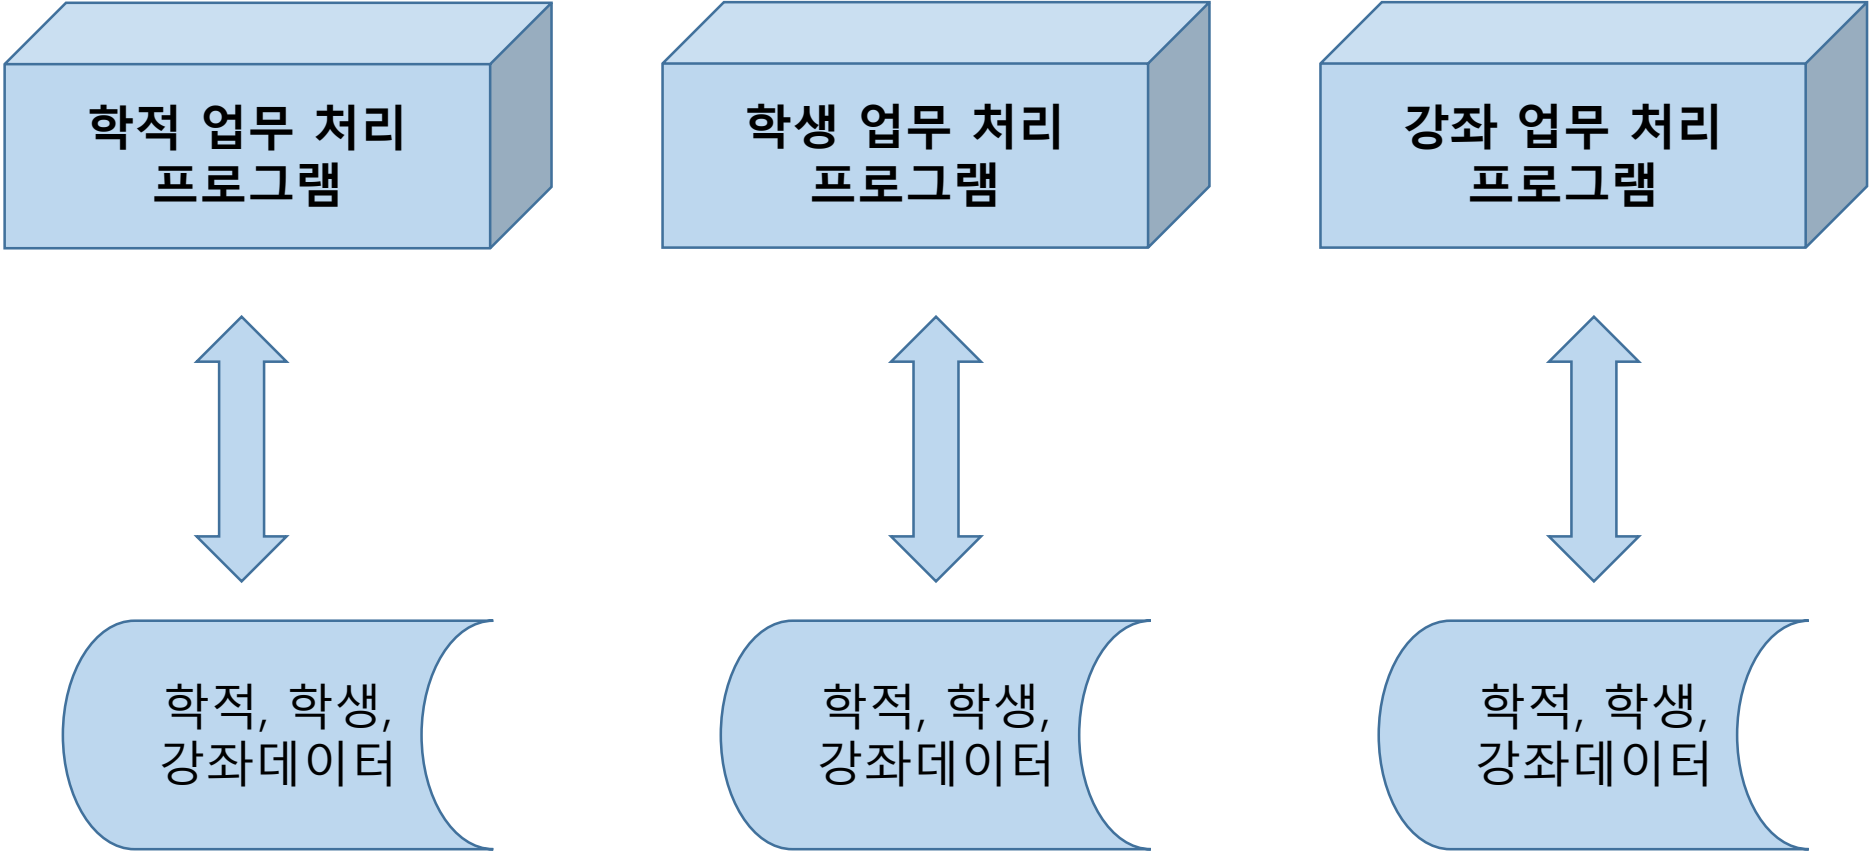 학적 업무 처리
프로그램
학생 업무 처리
프로그램
강좌 업무 처리
프로그램
학적, 학생,
강좌데이터
학적, 학생,
강좌데이터
학적, 학생,
강좌데이터